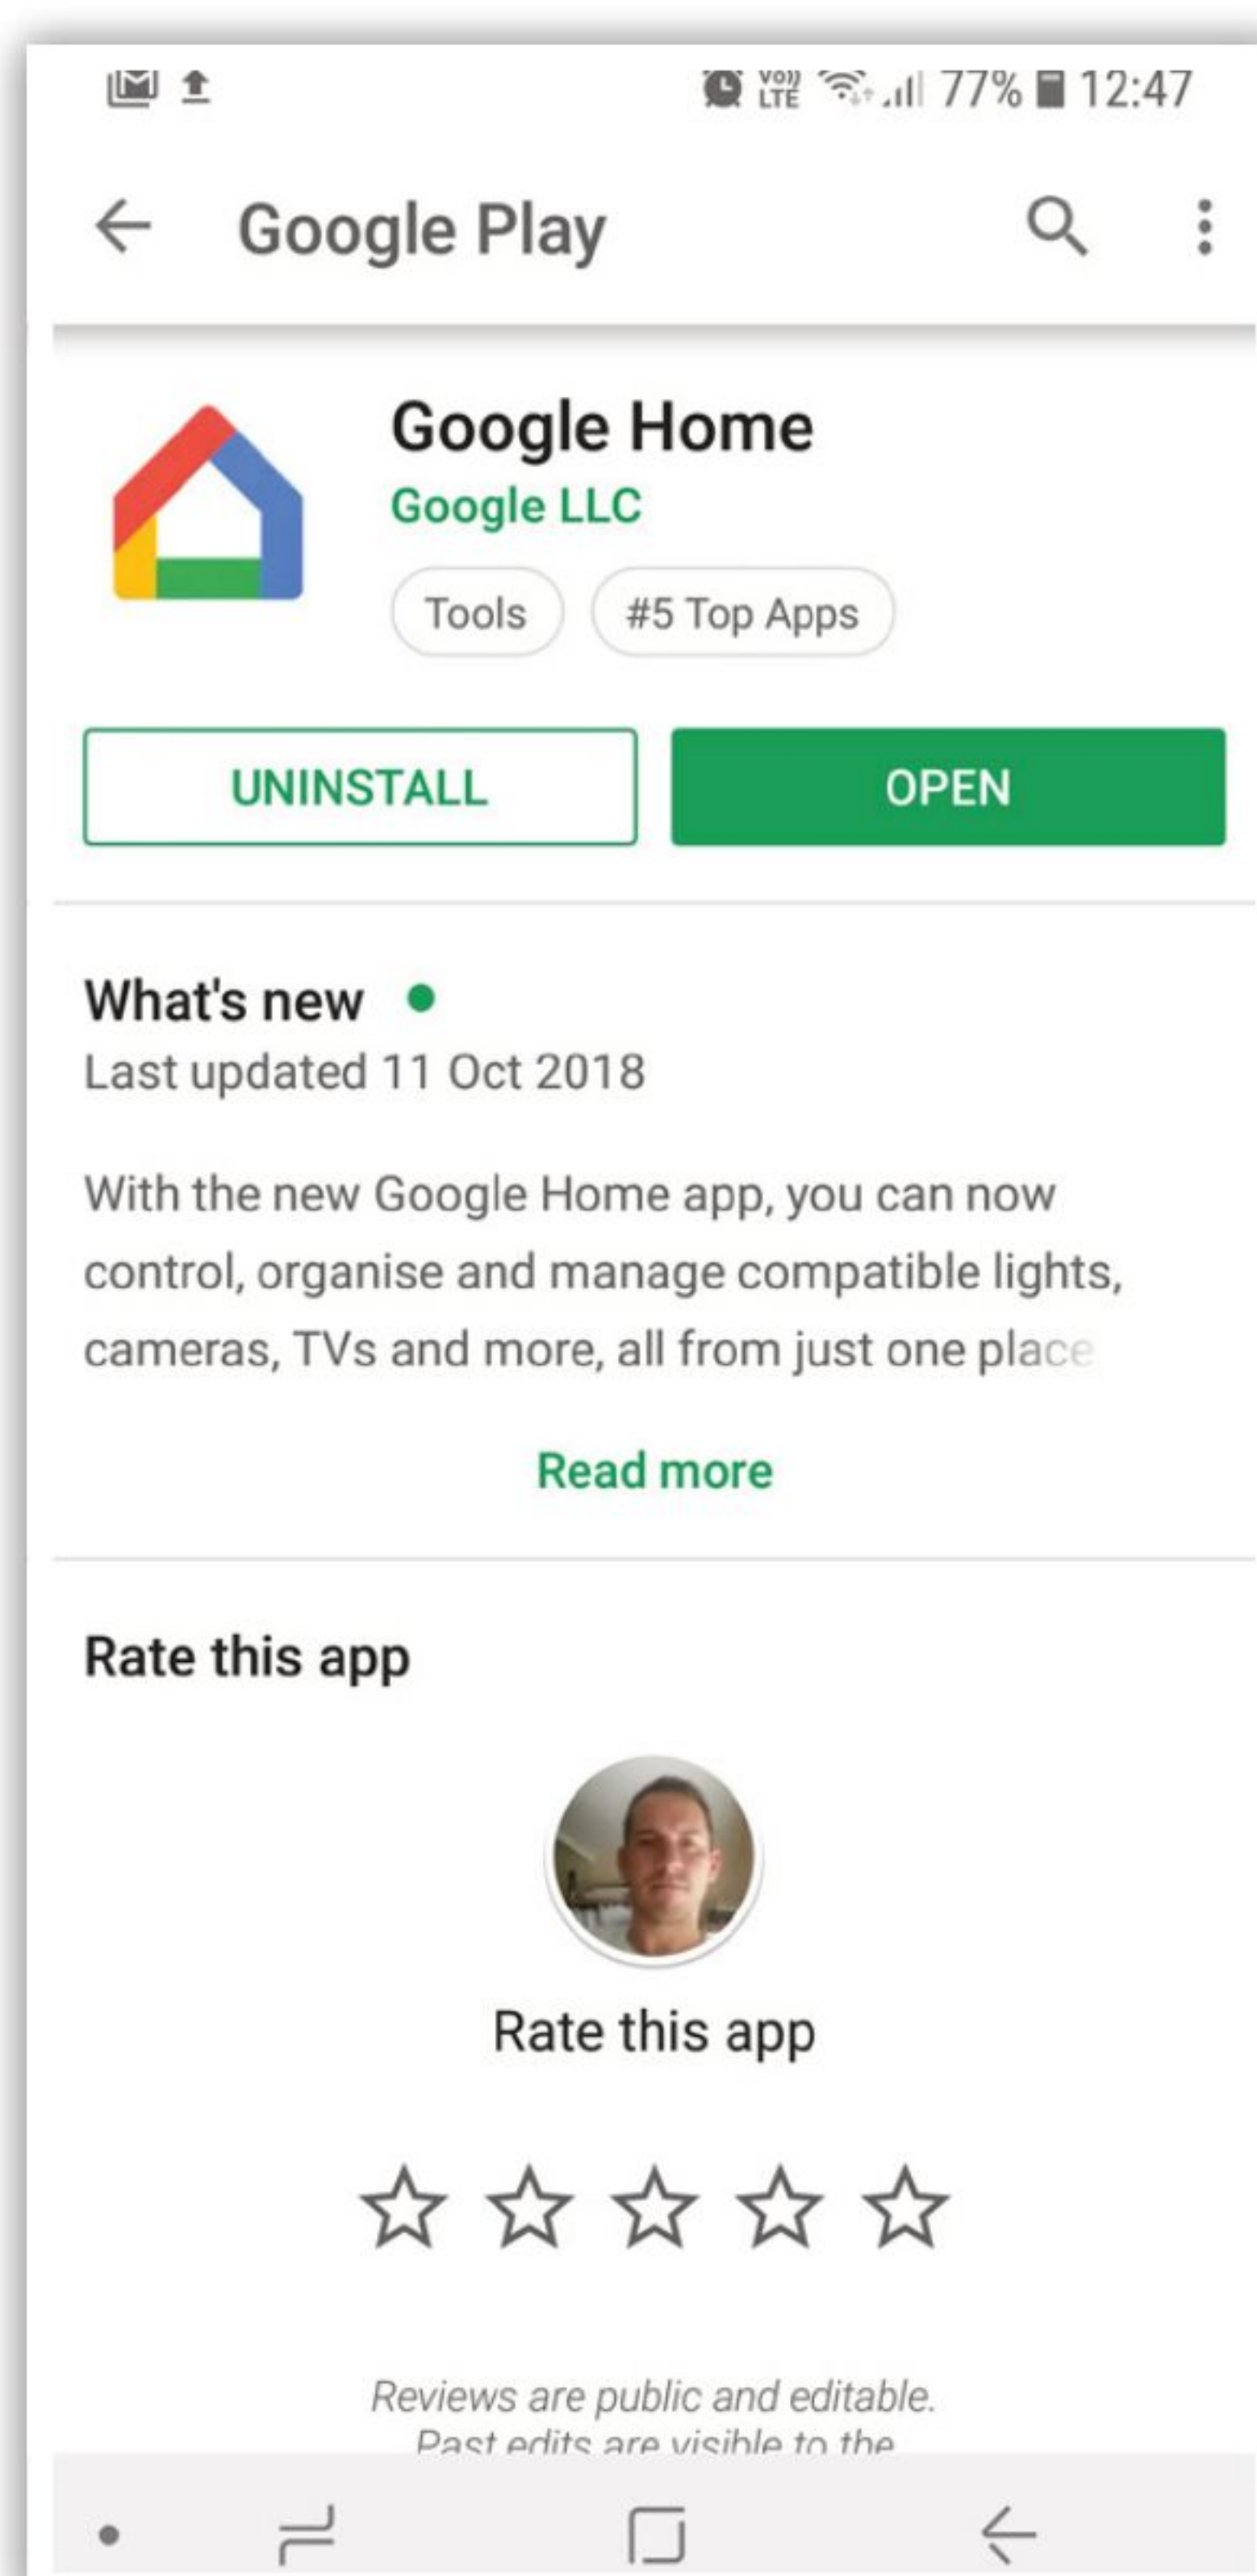 Vo)) LTE 77% 12:47
Google Play
Google Home
Google LLC
Tools #5 Top Apps
UNINSTALL OPEN
What's new
Last updated 11 Oct 2018
With the new Google Home app, you can now
control, organise and manage compatible lights,
cameras, TVs and more, all from just one place
Read more
Rate this app
Rate this app
Reviews are public and editable.
Past edits are visible to the